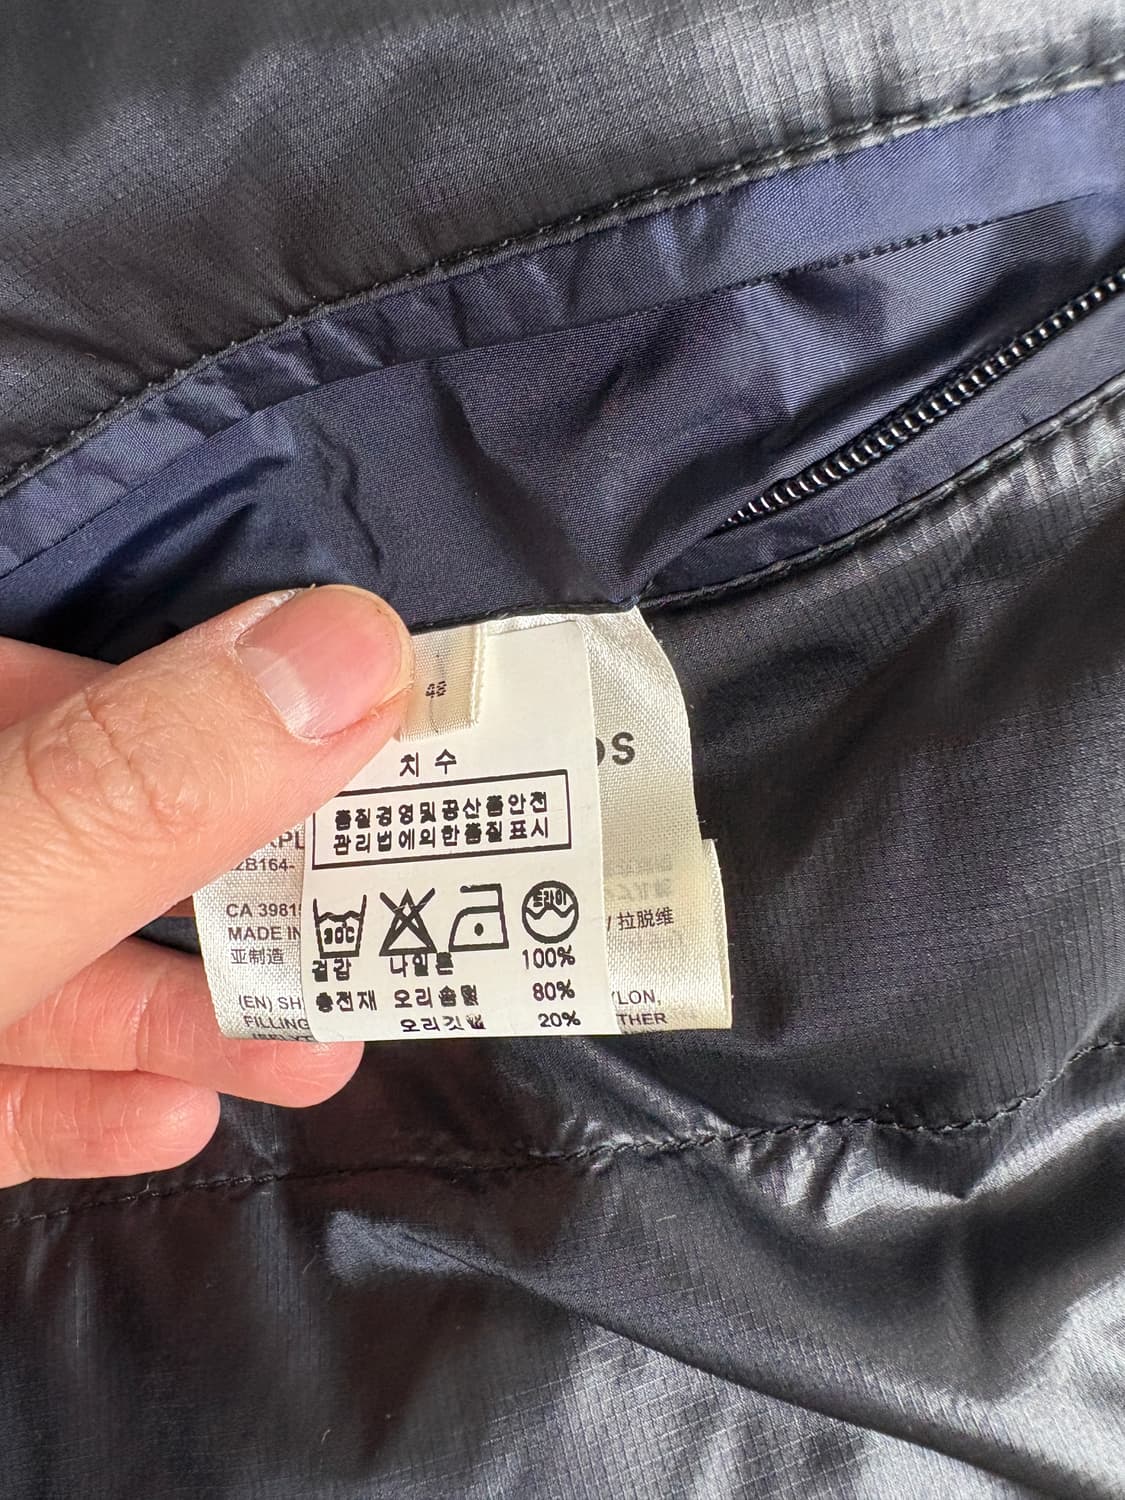 48
OS
치수
품질경영및공산품안전
관리법에의한품질표시
2B164-
CA 3981
MADE IN
亚制造
/ 拉脱维
30C
드라이
겉감 나일론 100%
충전재 오리솜털 80%
오리깃털 20%
(EN) SH
YLON,
FILLING
THER